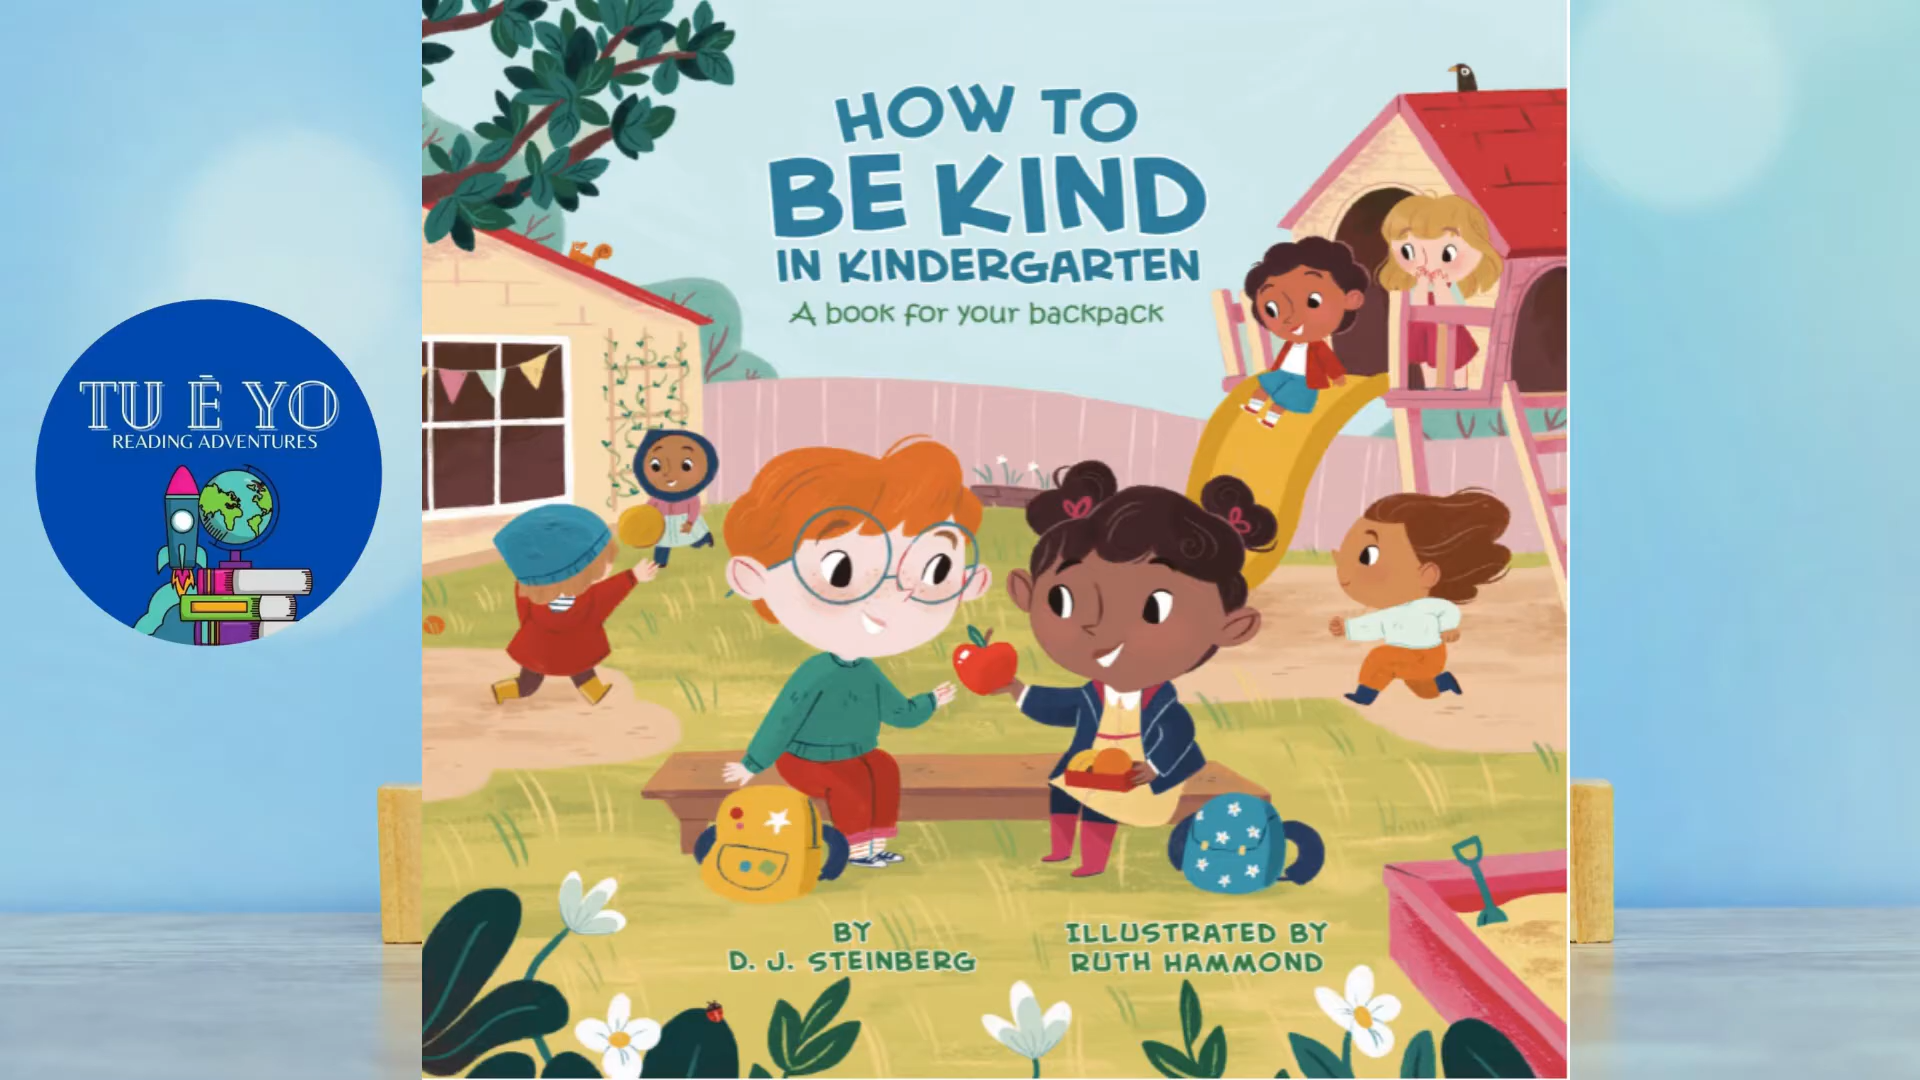 TU Ē YO
READING ADVENTURES
HOW TO
BE KIND
IN KINDERGARTEN
A book for your backpack
BY
D. J. STEINBERG
ILLUSTRATED BY
RUTH HAMMOND